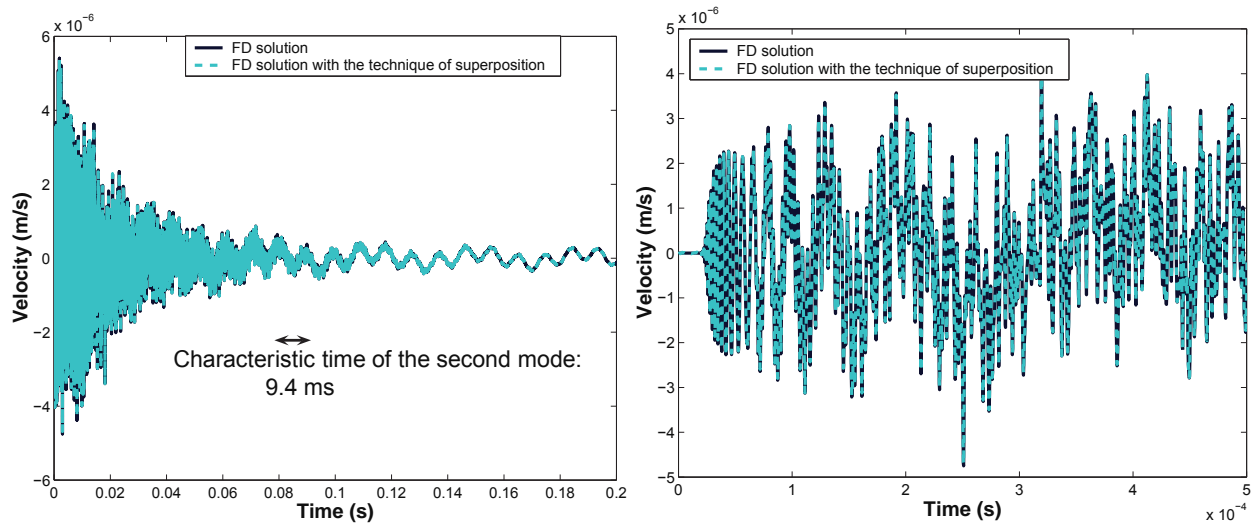 x 10⁻⁶
6
4
2
0
−2
−4
−6
Velocity (m/s)
FD solution
FD solution with the technique of superposition
Characteristic time of the second mode:
9.4 ms
0 0.02 0.04 0.06 0.08 0.1 0.12 0.14 0.16 0.18 0.2
Time (s)
x 10⁻⁶
5
4
3
2
1
0
−1
−2
−3
−4
−5
Velocity (m/s)
FD solution
FD solution with the technique of superposition
0 1 2 3 4 5
Time (s)
x 10⁻⁴